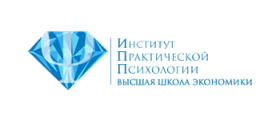 Ψ
Институт
Практической
Психологии
ВЫСШАЯ ШКОЛА ЭКОНОМИКИ